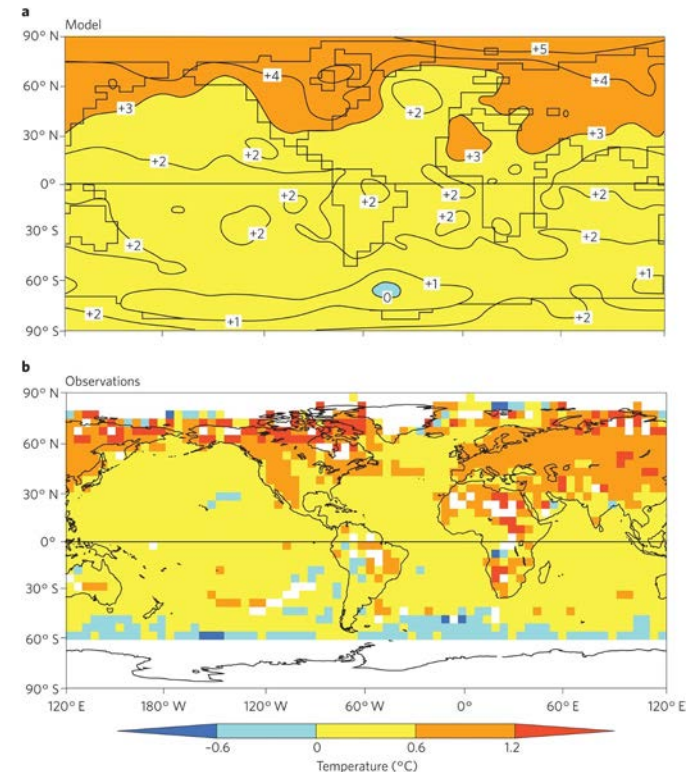 a
Model
90° N
60° N
30° N
0°
30° S
60° S
90° S
+5
+4
+4
+3
+2
+3
+3
+2
+2
+2
+2
+2
+2
+2
+2
+2
+2
+1
+1
0
+2
+1
+2
b
Observations
90° N
60° N
30° N
0°
30° S
60° S
90° S
120° E 180° W 120° W 60° W 0° 60° E 120° E
-0.6 0 0.6 1.2
Temperature (°C)